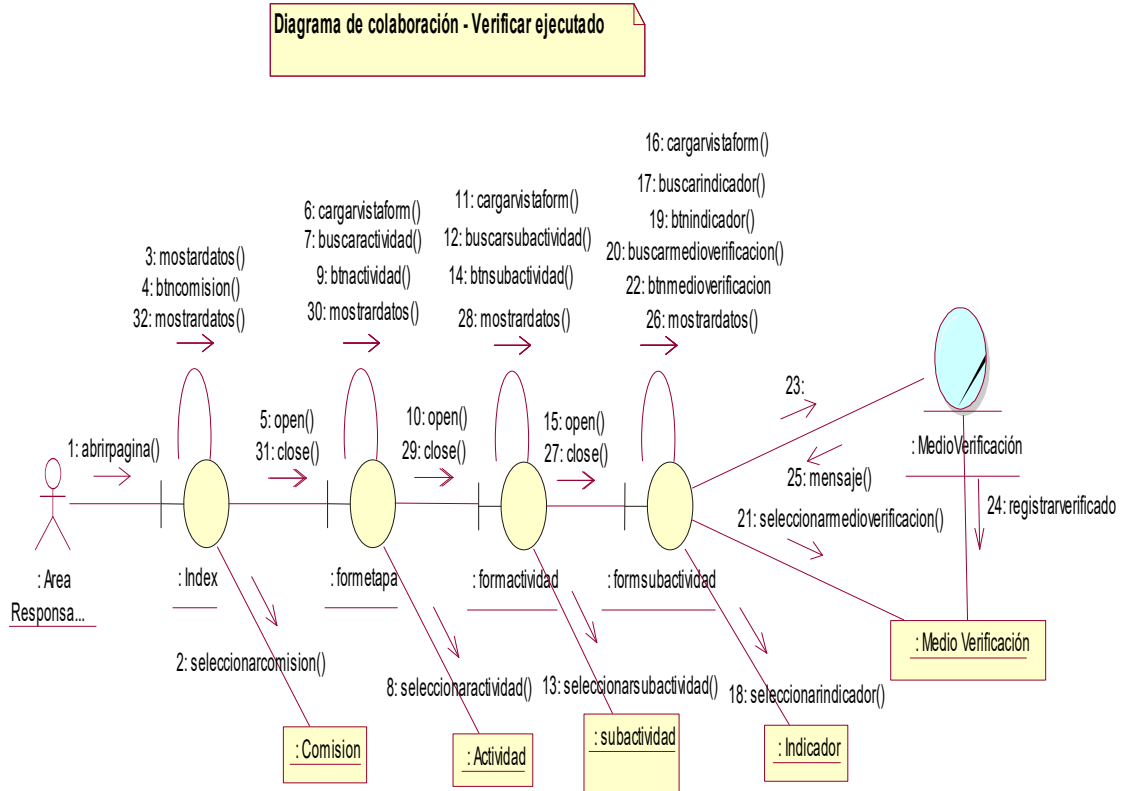 Diagrama de colaboración - Verificar ejecutado
16: cargarvistaform()
17: buscarindicador()
19: btnindicador()
20: buscarmedioverificacion()
22: btnmedioverificacion
26: mostrardatos()
11: cargarvistaform()
12: buscarsubactividad()
14: btnsubactividad()
28: mostrardatos()
6: cargarvistaform()
7: buscaractividad()
9: btnactividad()
30: mostrardatos()
3: mostardatos()
4: btncomision()
32: mostrardatos()
1: abrirpagina()
5: open()
31: close()
10: open()
29: close()
15: open()
27: close()
23:
: MedioVerificación
25: mensaje()
24: registrarverificado
21: seleccionarmedioverificacion()
: Area
Responsa...
: Index
: formetapa
: formactividad
: formsubactividad
: Medio Verificación
2: seleccionarcomision()
8: seleccionaractividad()
13: seleccionarsubactividad()
18: seleccionarindicador()
: Comision
: Actividad
: subactividad
: Indicador